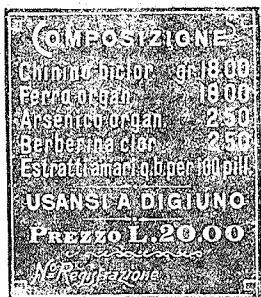 COMPOSIZIONE
Chinino biclor. gr.18.00
Ferro organ. 18.00
Arsenico organ. 2.50
Berberina clor. 2.50
Estratti amari q.b. per 100 pill.
USANSI A DIGIUNO
PREZZO L. 20.00
N° Registrazione